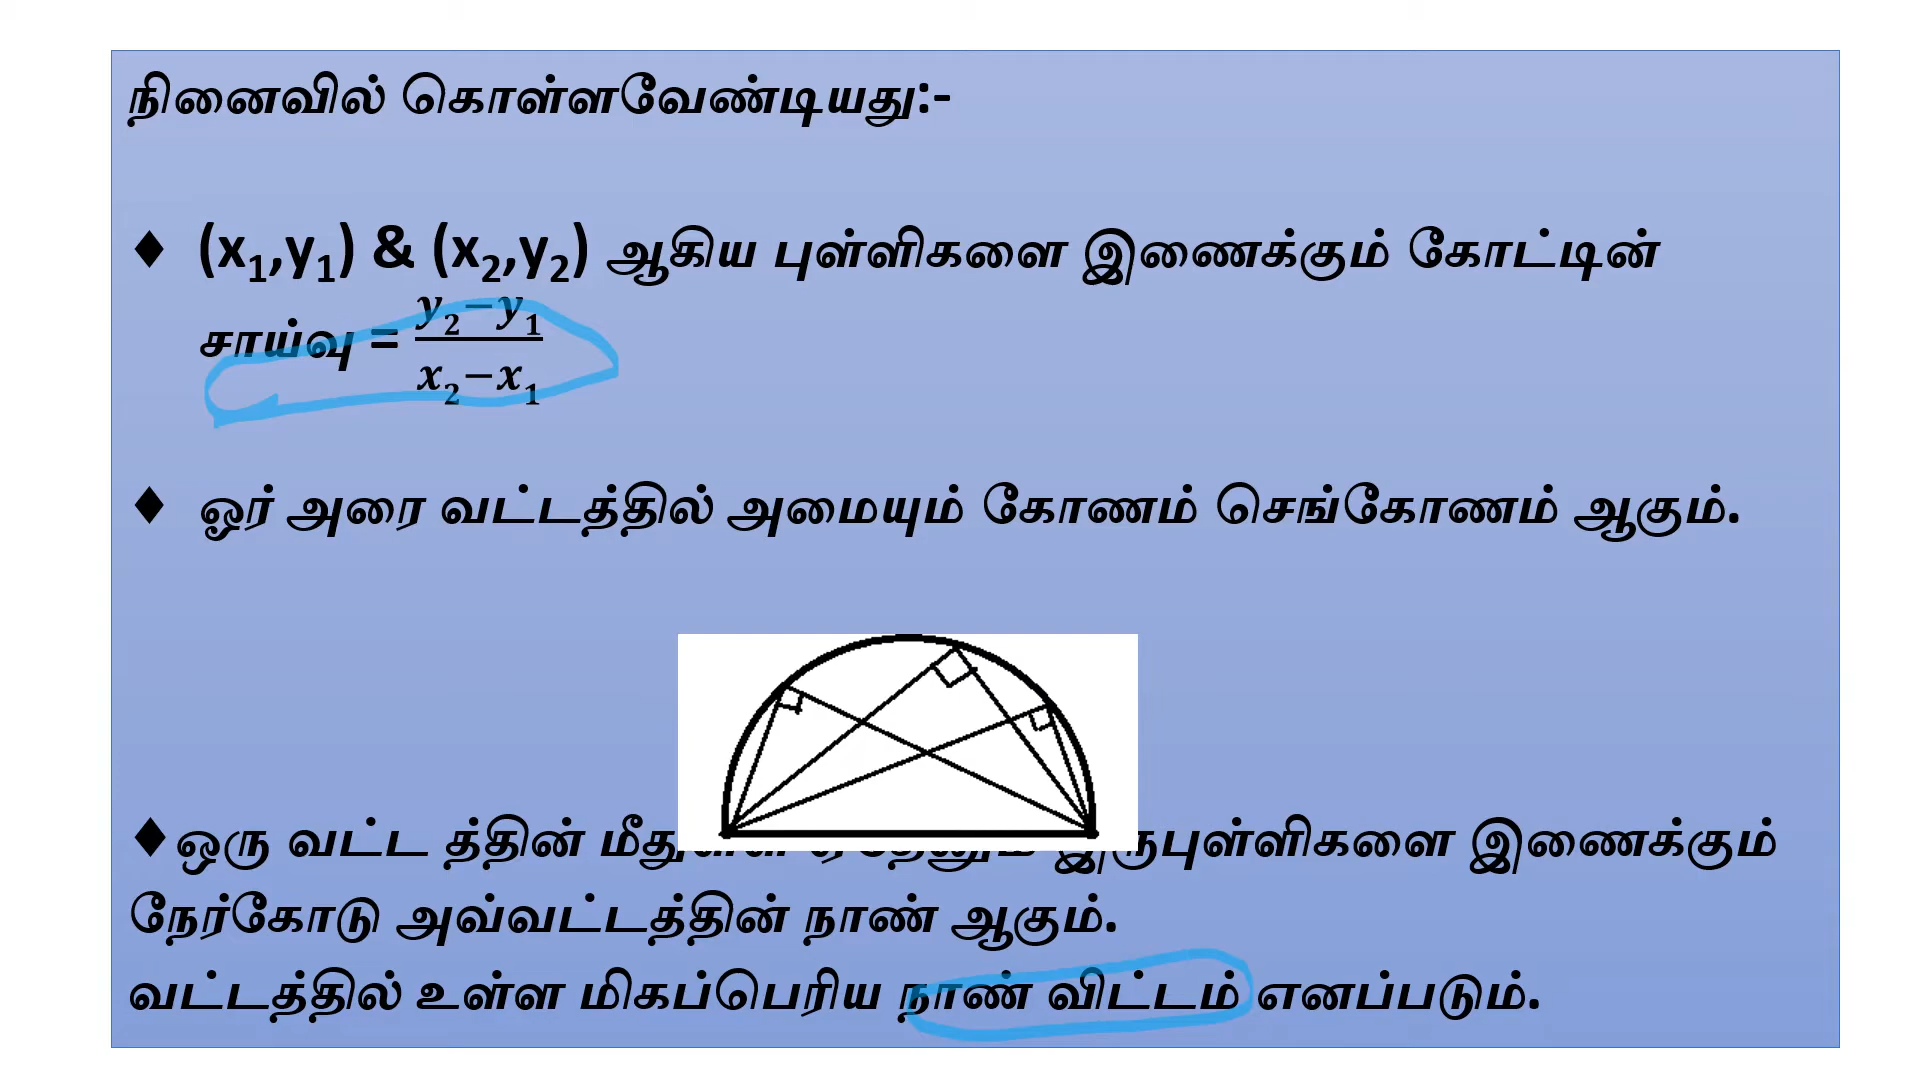 நினைவில் கொள்ளவேண்டியது:-
♦ (x₁,y₁) & (x₂,y₂) ஆகிய புள்ளிகளை இணைக்கும் கோட்டின்
சாய்வு = (y₂−y₁)/(x₂−x₁)
♦ ஓர் அரை வட்டத்தில் அமையும் கோணம் செங்கோணம் ஆகும்.
♦ஒரு வட்ட த்தின் இருபுள்ளிகளை இணைக்கும்
நேர்கோடு அவ்வட்டத்தின் நாண் ஆகும்.
வட்டத்தில் உள்ள மிகப்பெரிய நாண் விட்டம் எனப்படும்.